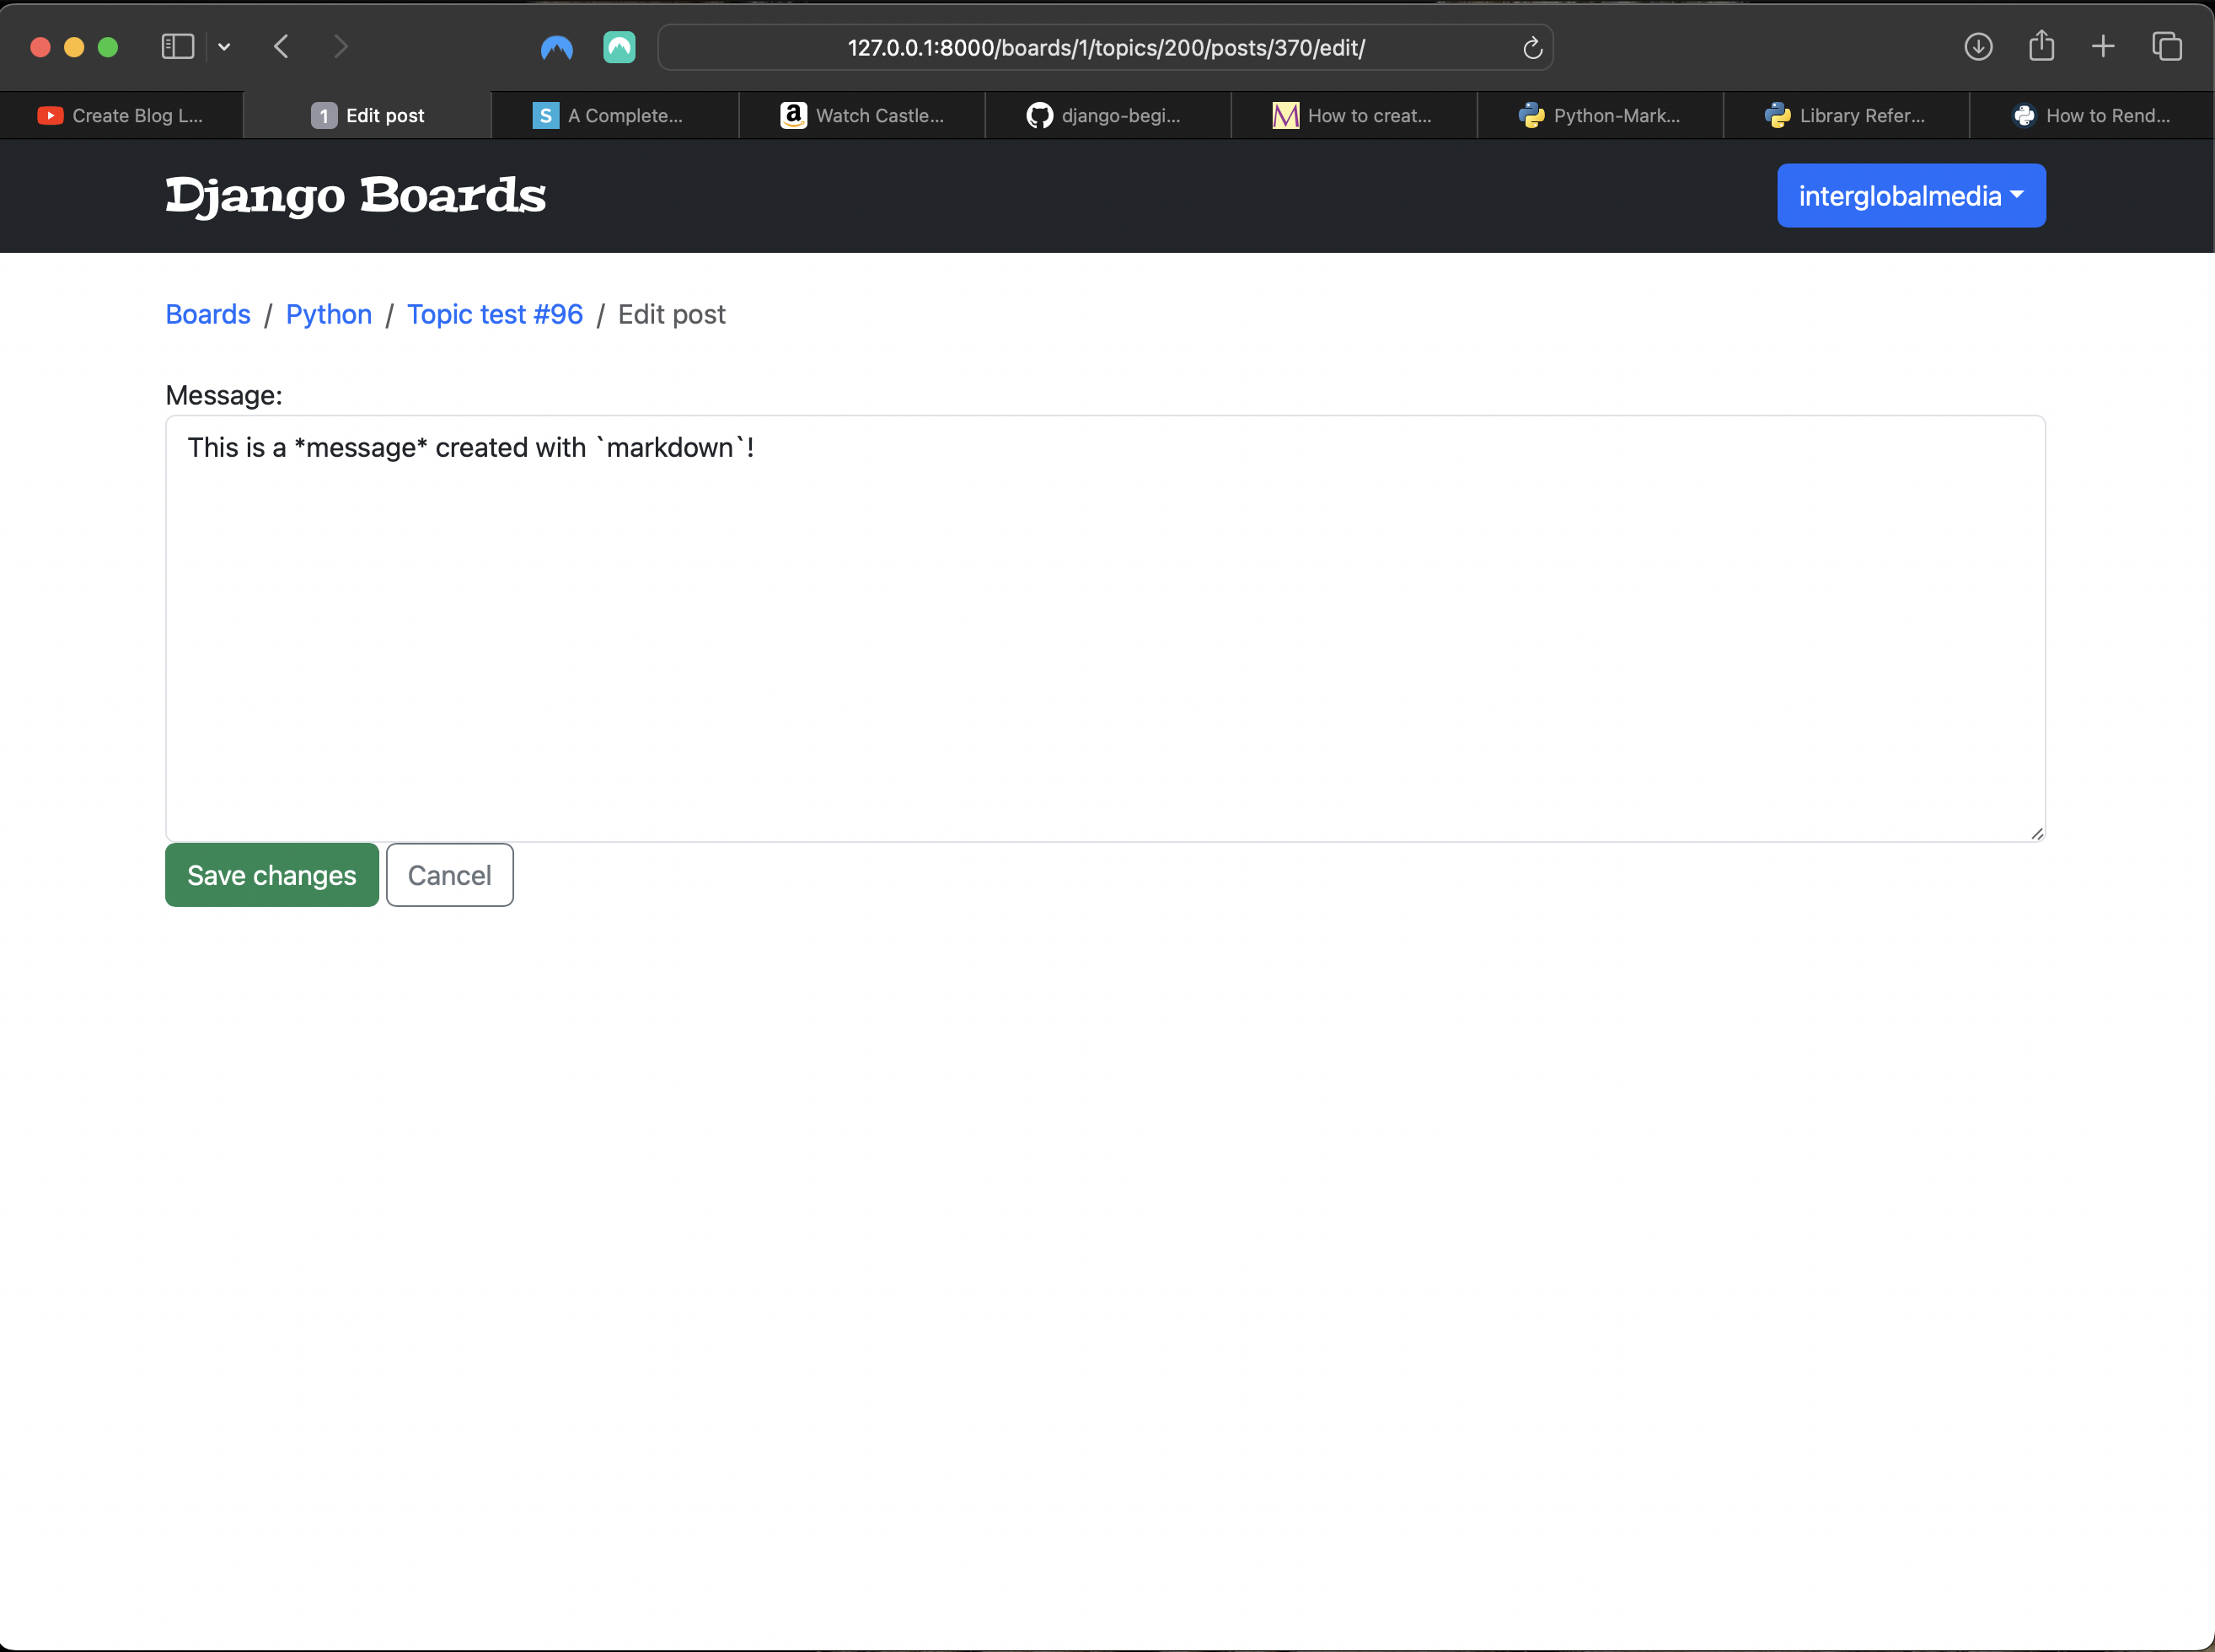 127.0.0.1:8000/boards/1/topics/200/posts/370/edit/
Create Blog L...
1 Edit post
S A Complete...
a Watch Castle...
django-begi...
M How to creat...
Python-Mark...
Library Refer...
How to Rend...
Django Boards
interglobalmedia
Boards / Python / Topic test #96 / Edit post
Message:
This is a *message* created with `markdown`!
Save changes
Cancel